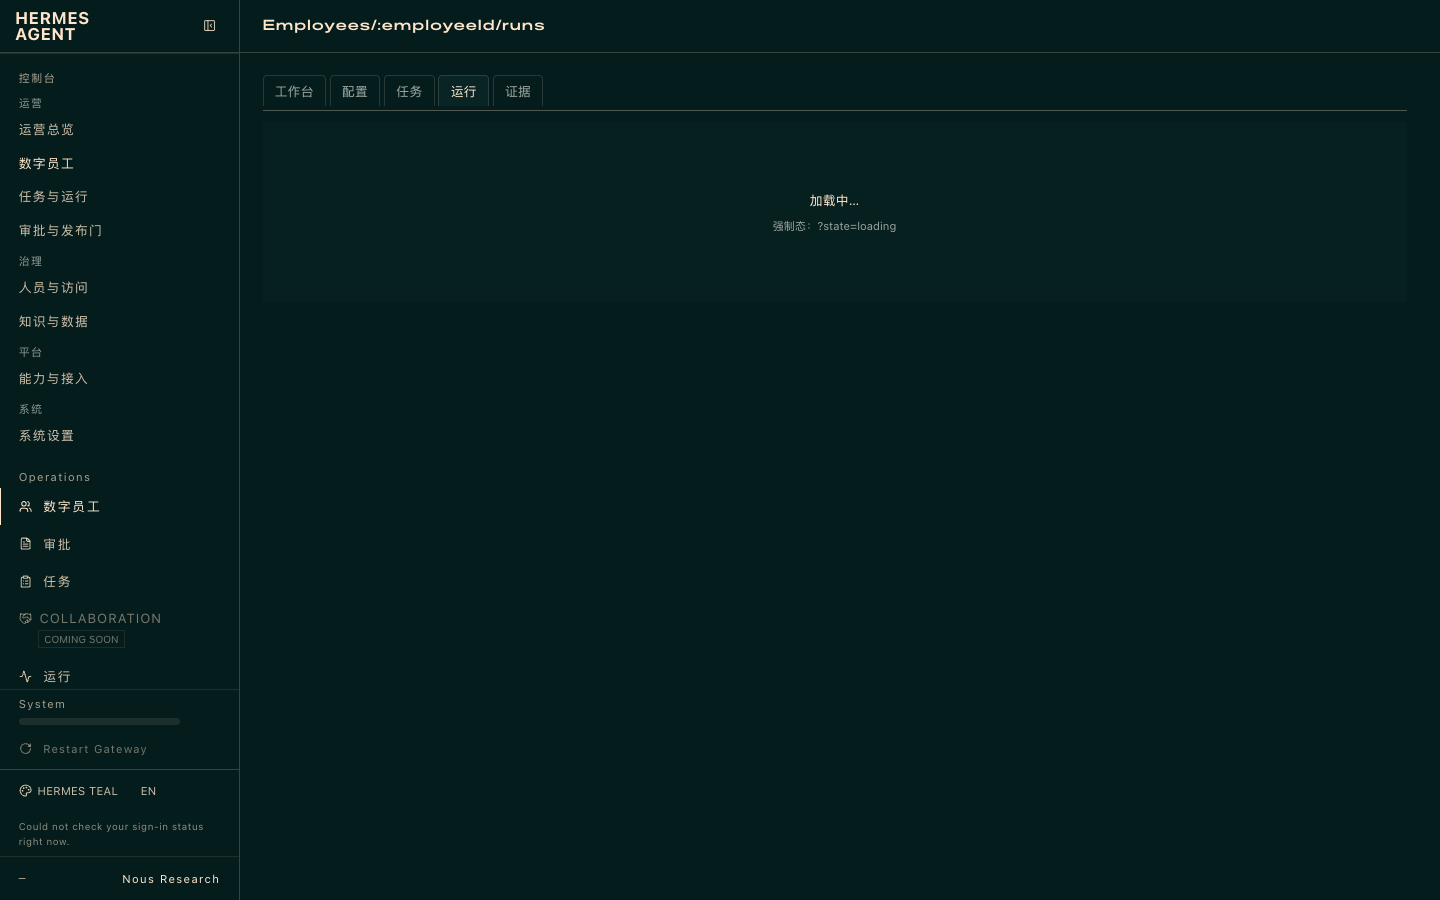 HERMES
AGENT
Employees/:employeeId/runs
控制台
运营
运营总览
数字员工
任务与运行
审批与发布门
治理
人员与访问
知识与数据
平台
能力与接入
系统
系统设置
Operations
数字员工
审批
任务
COLLABORATION
COMING SOON
运行
System
Restart Gateway
HERMES TEAL EN
Could not check your sign-in status
right now.
— Nous Research
工作台 配置 任务 运行 证据
加载中...
强制态：?state=loading